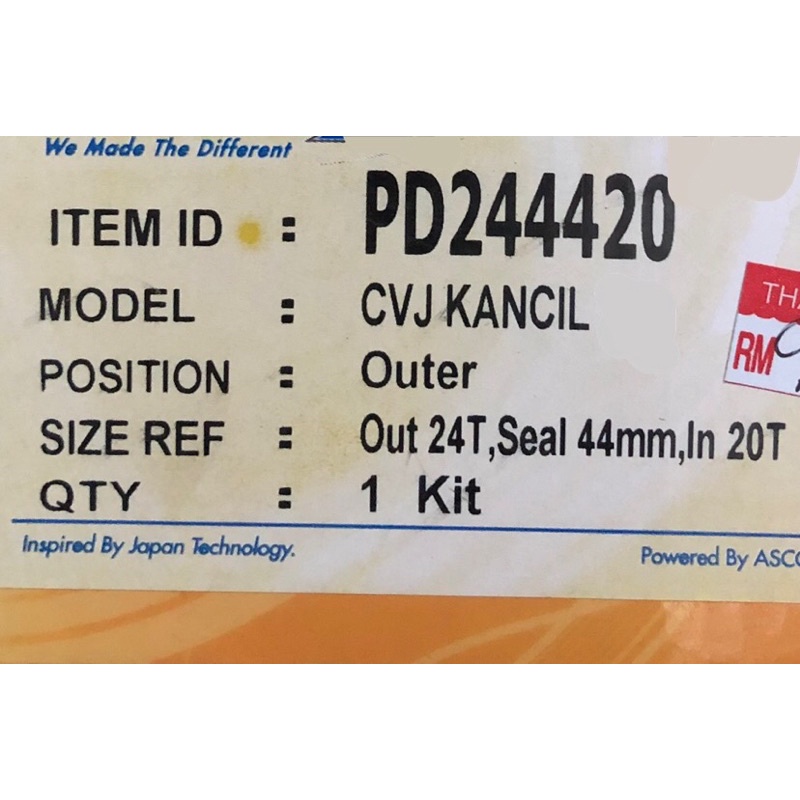 We Made The Different
ITEM ID : PD244420
MODEL : CVJ KANCIL
POSITION : Outer
SIZE REF : Out 24T,Seal 44mm,In 20T
QTY : 1 Kit
RM
Inspired By Japan Technology.
Powered By